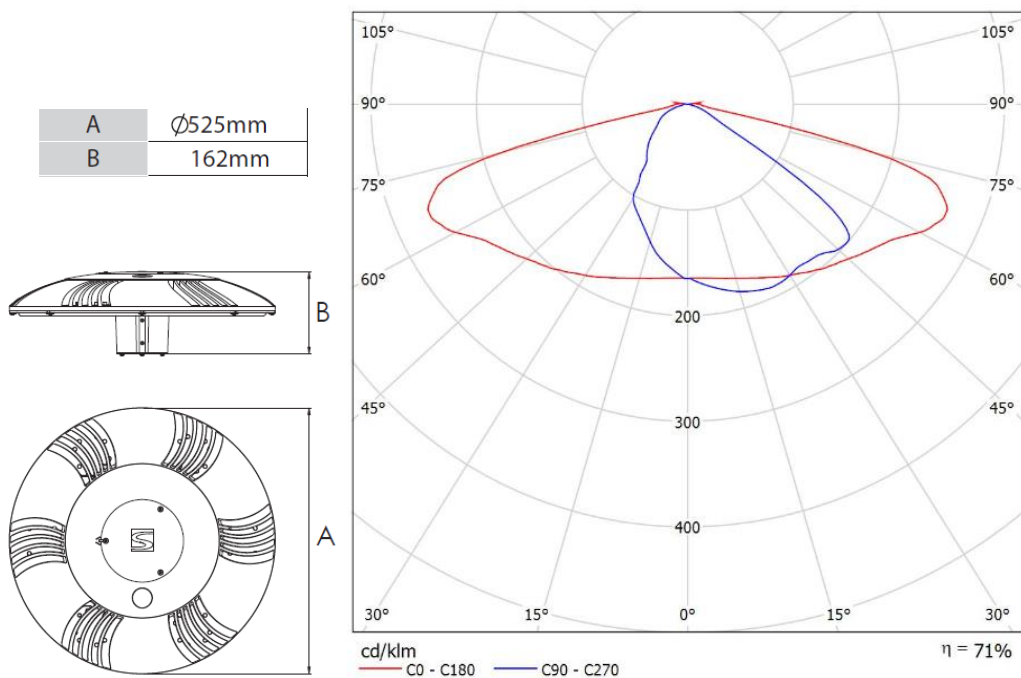 A Ø525mm
B 162mm
B
A
105° 105°
90° 90°
75° 75°
60° 60°
45° 45°
200
300
400
30° 15° 0° 15° 30°
cd/klm η = 71%
C0 - C180 C90 - C270